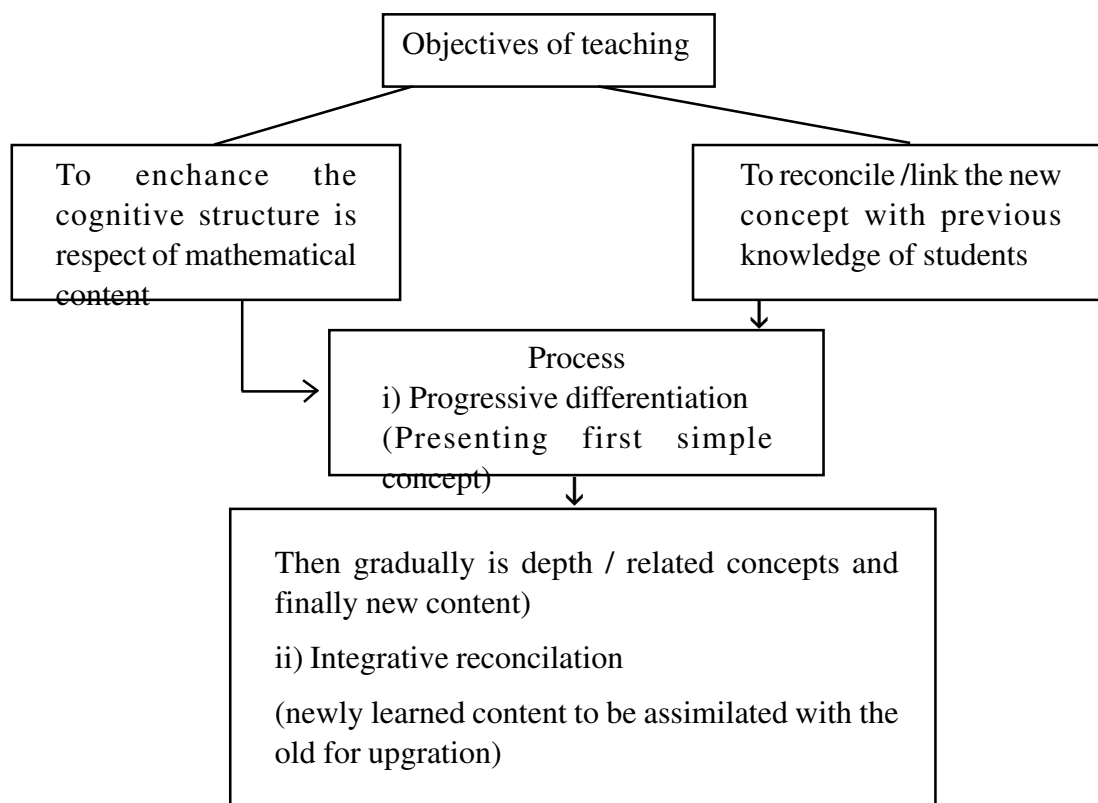 Objectives of teaching
To enchance the
cognitive structure is
respect of mathematical
content
To reconcile /link the new
concept with previous
knowledge of students
Process
i) Progressive differentiation
(Presenting first simple
concept)
Then gradually is depth / related concepts and
finally new content)
ii) Integrative reconcilation
(newly learned content to be assimilated with the
old for upgration)